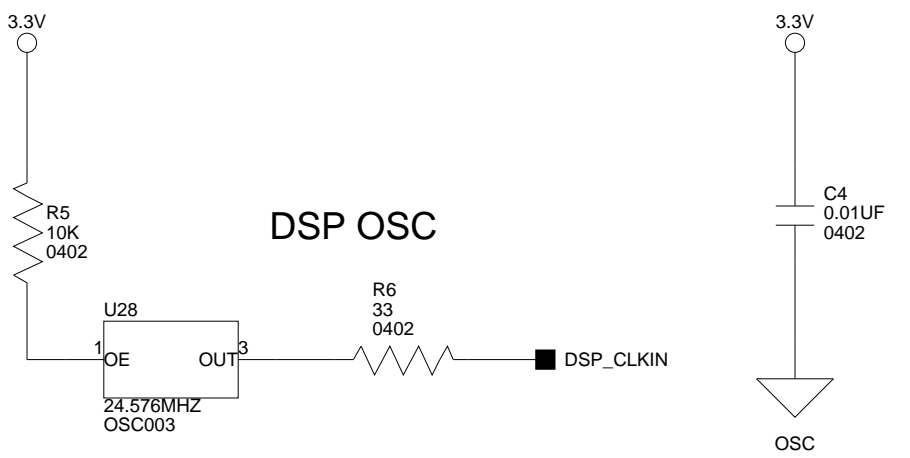 3.3V
3.3V
R5
10K
0402
DSP OSC
C4
0.01UF
0402
R6
33
0402
U28
1
OE
OUT
3
DSP_CLKIN
24.576MHZ
OSC003
OSC